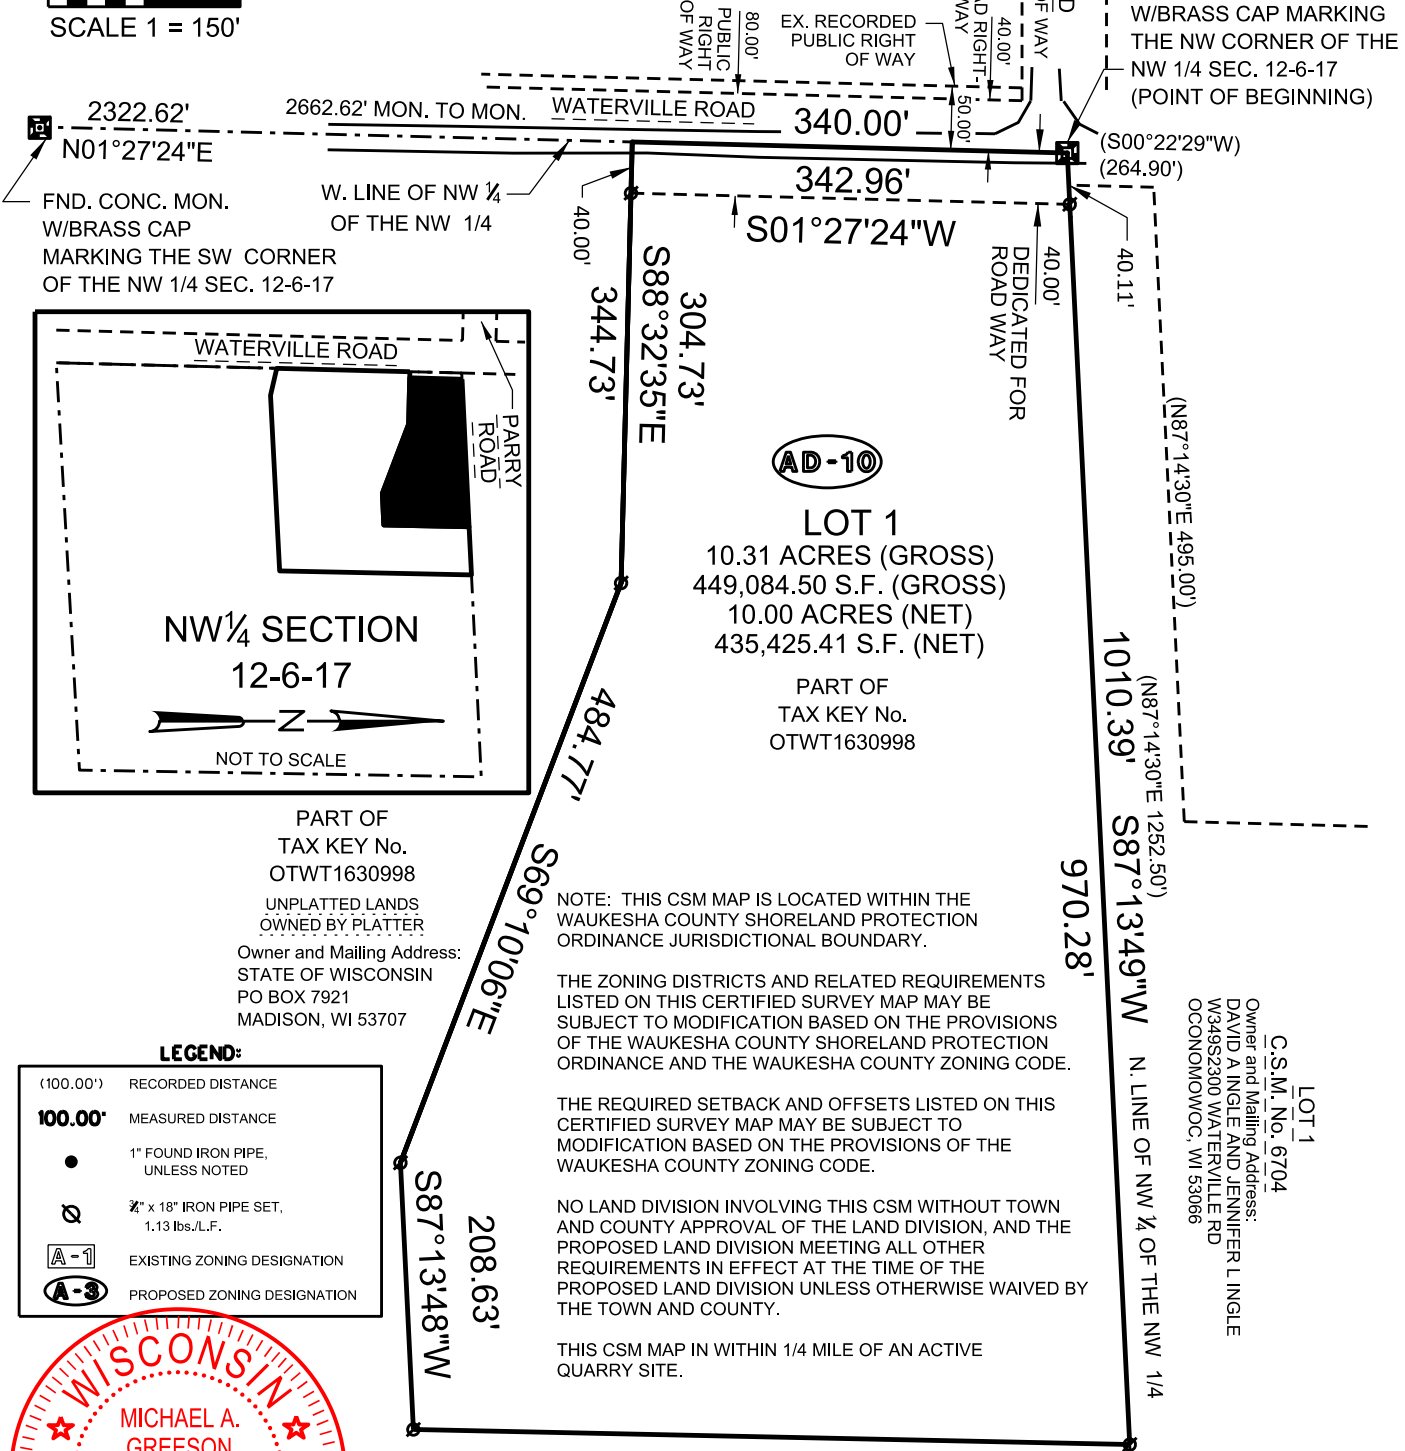 SCALE 1 = 150'
80.00'
PUBLIC
RIGHT
OF WAY
EX. RECORDED
PUBLIC RIGHT
OF WAY
40.00'
AD RIGHT-
WAY
D
OF WAY
W/BRASS CAP MARKING
THE NW CORNER OF THE
NW 1/4 SEC. 12-6-17
(POINT OF BEGINNING)
2322.62'
N01°27'24"E
2662.62' MON. TO MON.
WATERVILLE ROAD
340.00'
50.00'
(S00°22'29"W)
(264.90')
FND. CONC. MON.
W/BRASS CAP
MARKING THE SW CORNER
OF THE NW 1/4 SEC. 12-6-17
W. LINE OF NW 1/4
OF THE NW 1/4
342.96'
S01°27'24"W
40.00'
344.73'
S88°32'35"E
304.73'
40.00'
DEDICATED FOR
ROAD WAY
40.11'
(N87°14'30"E 495.00')
WATERVILLE ROAD
PARRY
ROAD
NW1/4 SECTION
12-6-17
N
NOT TO SCALE
AD-10
LOT 1
10.31 ACRES (GROSS)
449,084.50 S.F. (GROSS)
10.00 ACRES (NET)
435,425.41 S.F. (NET)
PART OF
TAX KEY No.
OTWT1630998
484.77'
S69°10'06"E
(N87°14'30"E 1252.50')
1010.39' S87°13'49"W N. LINE OF NW 1/4 OF THE NW 1/4
970.28'
PART OF
TAX KEY No.
OTWT1630998
UNPLATTED LANDS
OWNED BY PLATTER
Owner and Mailing Address:
STATE OF WISCONSIN
PO BOX 7921
MADISON, WI 53707
NOTE: THIS CSM MAP IS LOCATED WITHIN THE
WAUKESHA COUNTY SHORELAND PROTECTION
ORDINANCE JURISDICTIONAL BOUNDARY.
THE ZONING DISTRICTS AND RELATED REQUIREMENTS
LISTED ON THIS CERTIFIED SURVEY MAP MAY BE
SUBJECT TO MODIFICATION BASED ON THE PROVISIONS
OF THE WAUKESHA COUNTY SHORELAND PROTECTION
ORDINANCE AND THE WAUKESHA COUNTY ZONING CODE.
THE REQUIRED SETBACK AND OFFSETS LISTED ON THIS
CERTIFIED SURVEY MAP MAY BE SUBJECT TO
MODIFICATION BASED ON THE PROVISIONS OF THE
WAUKESHA COUNTY ZONING CODE.
NO LAND DIVISION INVOLVING THIS CSM WITHOUT TOWN
AND COUNTY APPROVAL OF THE LAND DIVISION, AND THE
PROPOSED LAND DIVISION MEETING ALL OTHER
REQUIREMENTS IN EFFECT AT THE TIME OF THE
PROPOSED LAND DIVISION UNLESS OTHERWISE WAIVED BY
THE TOWN AND COUNTY.
THIS CSM MAP IN WITHIN 1/4 MILE OF AN ACTIVE
QUARRY SITE.
LOT 1
C.S.M. No. 6704
Owner and Mailing Address:
DAVID A INGLE AND JENNIFER L INGLE
W349S2300 WATERVILLE RD
OCONOMOWOC, WI 53066
LEGEND:
(100.00') RECORDED DISTANCE
100.00' MEASURED DISTANCE
1" FOUND IRON PIPE,
UNLESS NOTED
3/4" x 18" IRON PIPE SET,
1.13 lbs./L.F.
A-1 EXISTING ZONING DESIGNATION
A-3 PROPOSED ZONING DESIGNATION
S87°13'48"W
208.63'
WISCONSIN
MICHAEL A.
GREESON